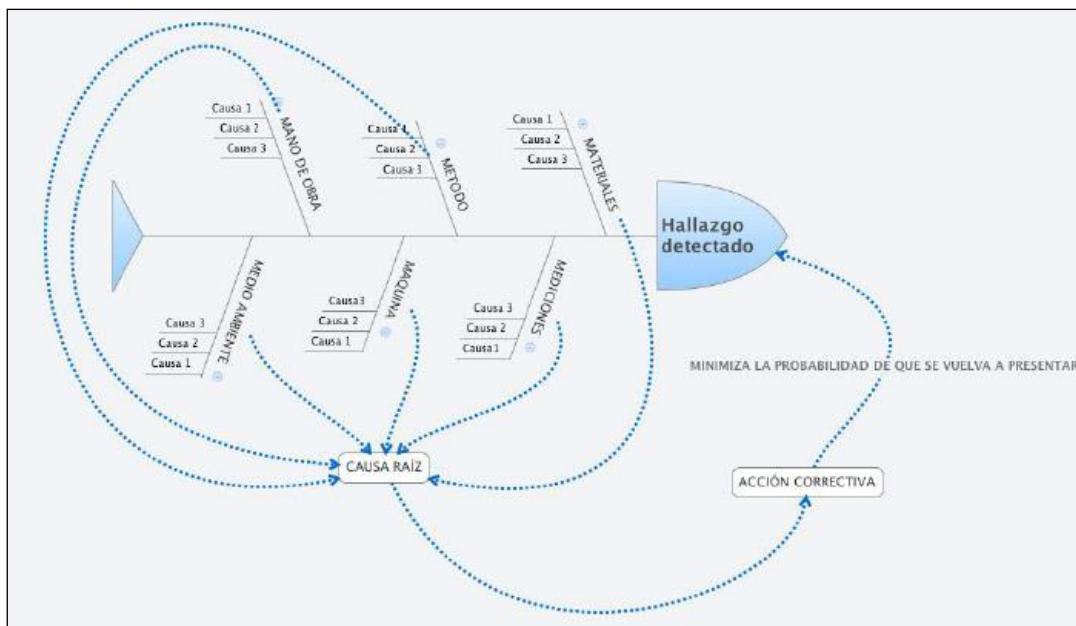 Causa 1
Causa 2
Causa 3
MANO DE OBRA
Causa 1
Causa 2
Causa 3
METODO
Causa 1
Causa 2
Causa 3
MATERIALES
Hallazgo
detectado
Causa 3
Causa 2
Causa 1
MEDIO AMBIENTE
Causa3
Causa 2
Causa 1
MAQUINA
Causa 3
Causa 2
Causa1
MEDICIONES
MINIMIZA LA PROBABILIDAD DE QUE SE VUELVA A PRESENTAR
CAUSA RAÍZ
ACCIÓN CORRECTIVA